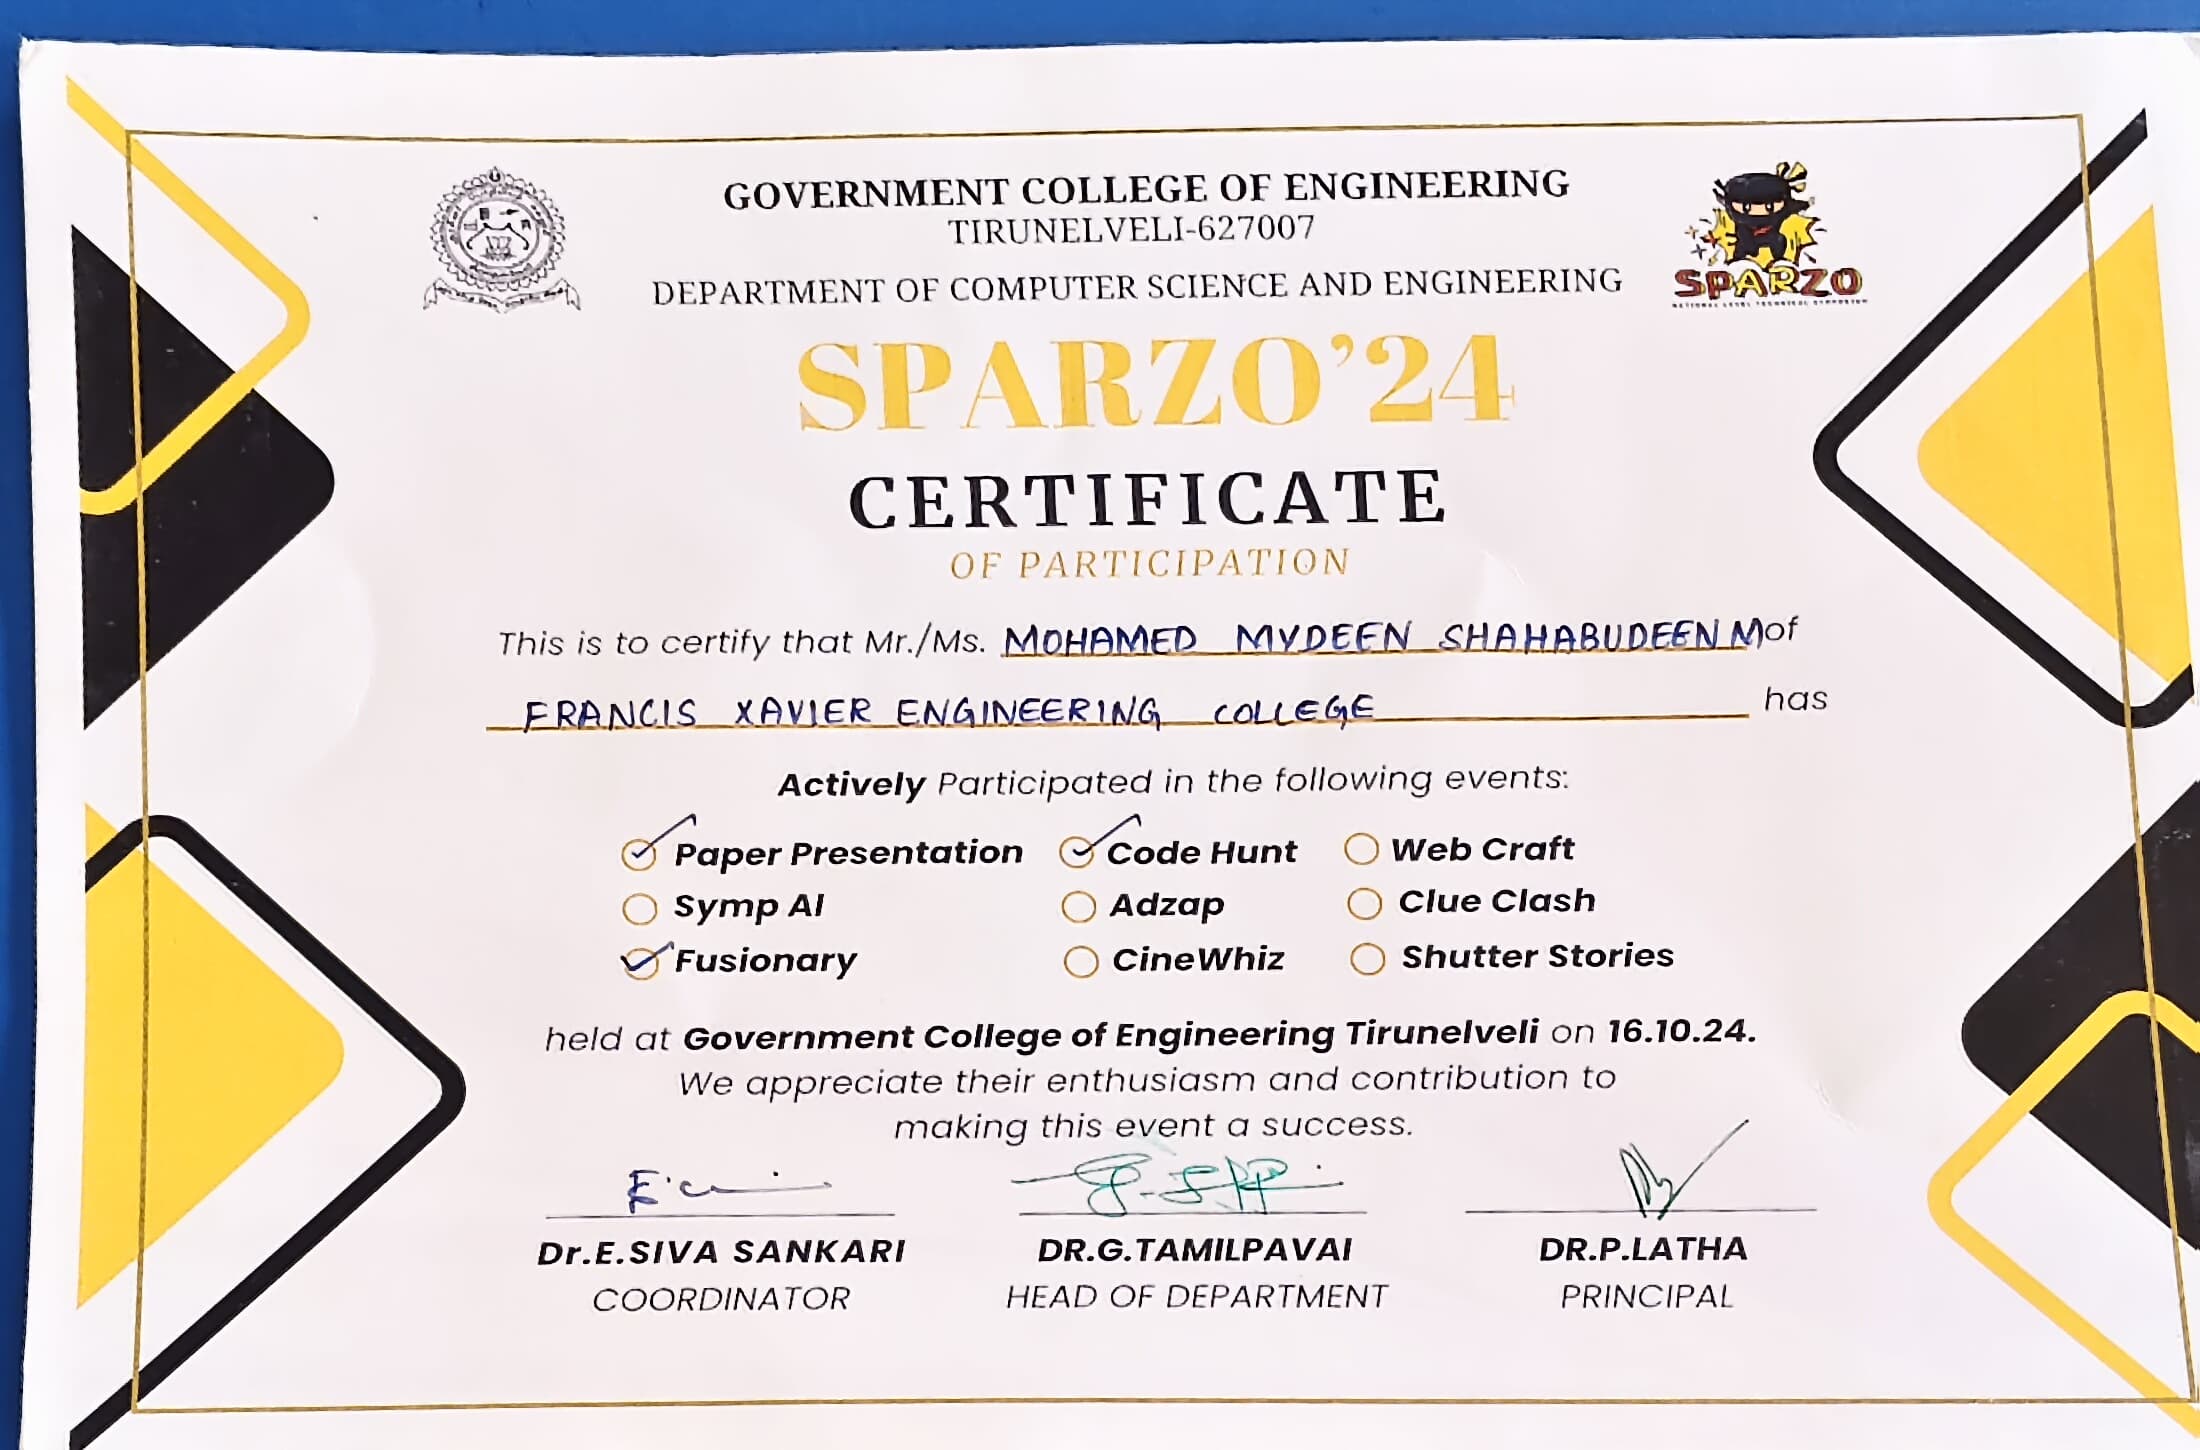 GOVERNMENT COLLEGE OF ENGINEERING
TIRUNELVELI-627007
DEPARTMENT OF COMPUTER SCIENCE AND ENGINEERING
SPARZO
NATIONAL LEVEL TECHNICAL SYMPOSIUM
SPARZO'24
CERTIFICATE
OF PARTICIPATION
This is to certify that Mr./Ms. MOHAMED MYDEEN SHAHABUDEEN M of
FRANCIS XAVIER ENGINEERING COLLEGE has
Actively Participated in the following events:
Paper Presentation Code Hunt Web Craft
Symp AI Adzap Clue Clash
Fusionary CineWhiz Shutter Stories
held at Government College of Engineering Tirunelveli on 16.10.24.
We appreciate their enthusiasm and contribution to
making this event a success.
Dr.E.SIVA SANKARI DR.G.TAMILPAVAI DR.P.LATHA
COORDINATOR HEAD OF DEPARTMENT PRINCIPAL